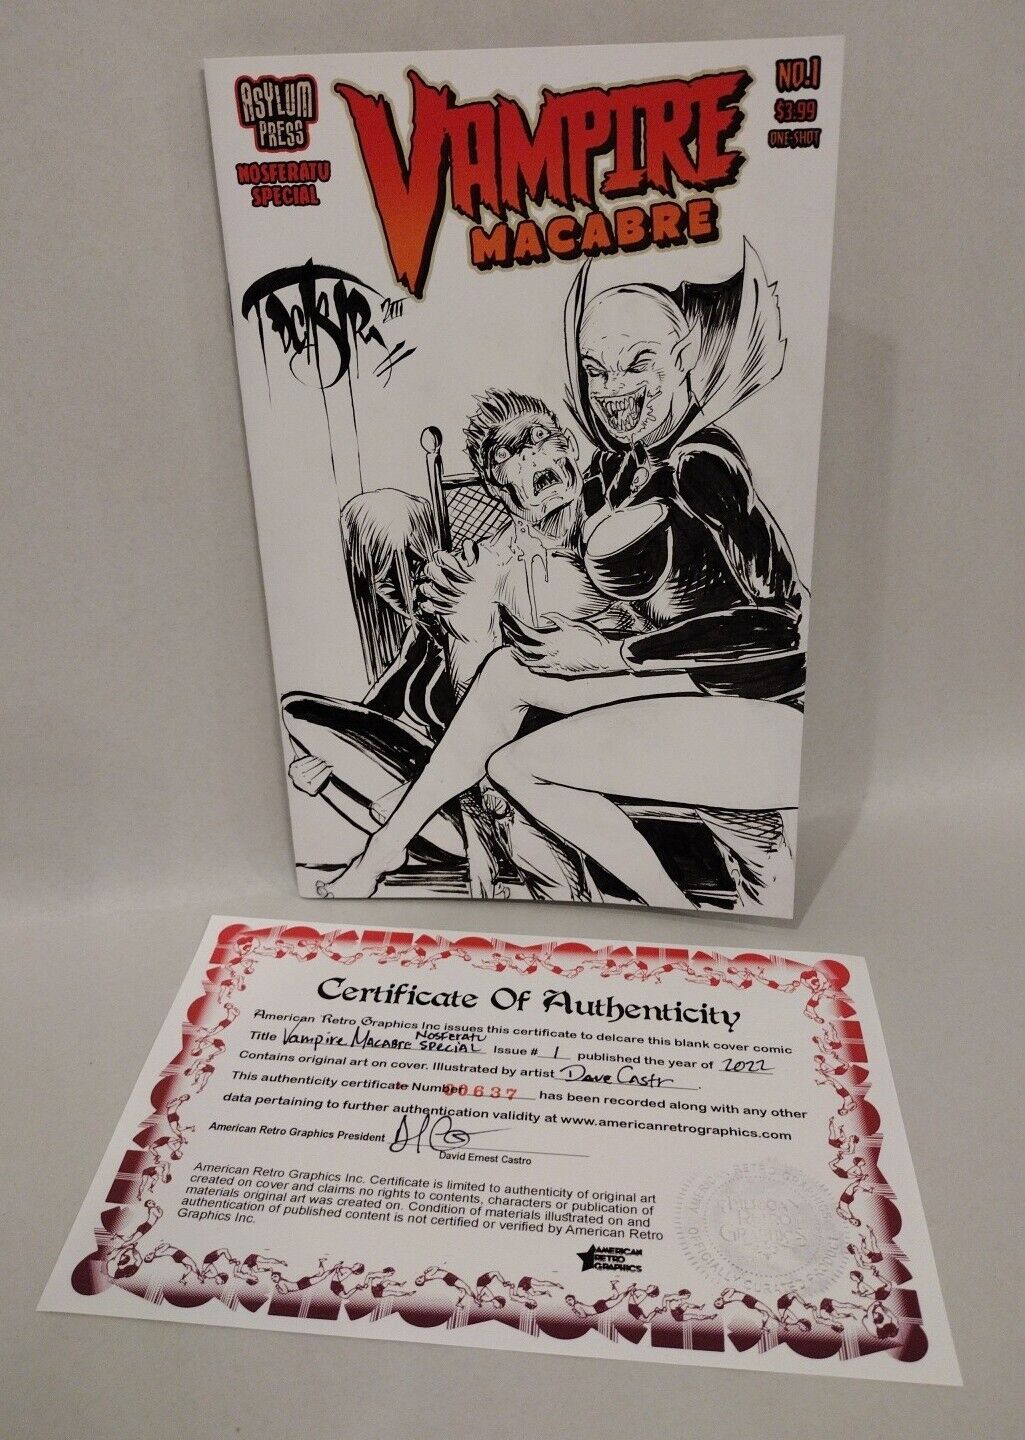 ASYLUM
PRESS
NOSFERATU
SPECIAL
VAMPIRE
MACABRE
NO.1
$3.99
ONE-SHOT
Certificate Of Authenticity
American Retro Graphics Inc issues this certificate to delcare this blank cover comic
Title Vampire Macabre Nosferatu Special Issue # 1 published the year of 2022
Contains original art on cover. Illustrated by artist Dave Castr
This authenticity certificate Number 00637 has been recorded along with any other
data pertaining to further authentication validity at www.americanretrographics.com
American Retro Graphics President
David Ernest Castro
American Retro Graphics Inc. Certificate is limited to authenticity of original art
created on cover and claims no rights to contents, characters or publication of
materials original art was created on. Condition of materials illustrated on and
authentication of published content is not certified or verified by American Retro
Graphics Inc.
AMERICAN
RETRO
GRAPHICS